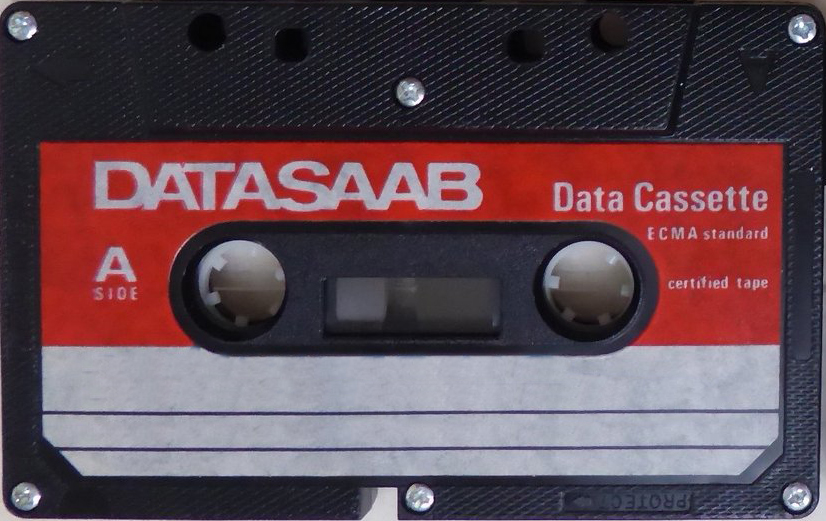 DATASAAB
Data Cassette
ECMA standard
A
SIDE
certified tape
PROTECT